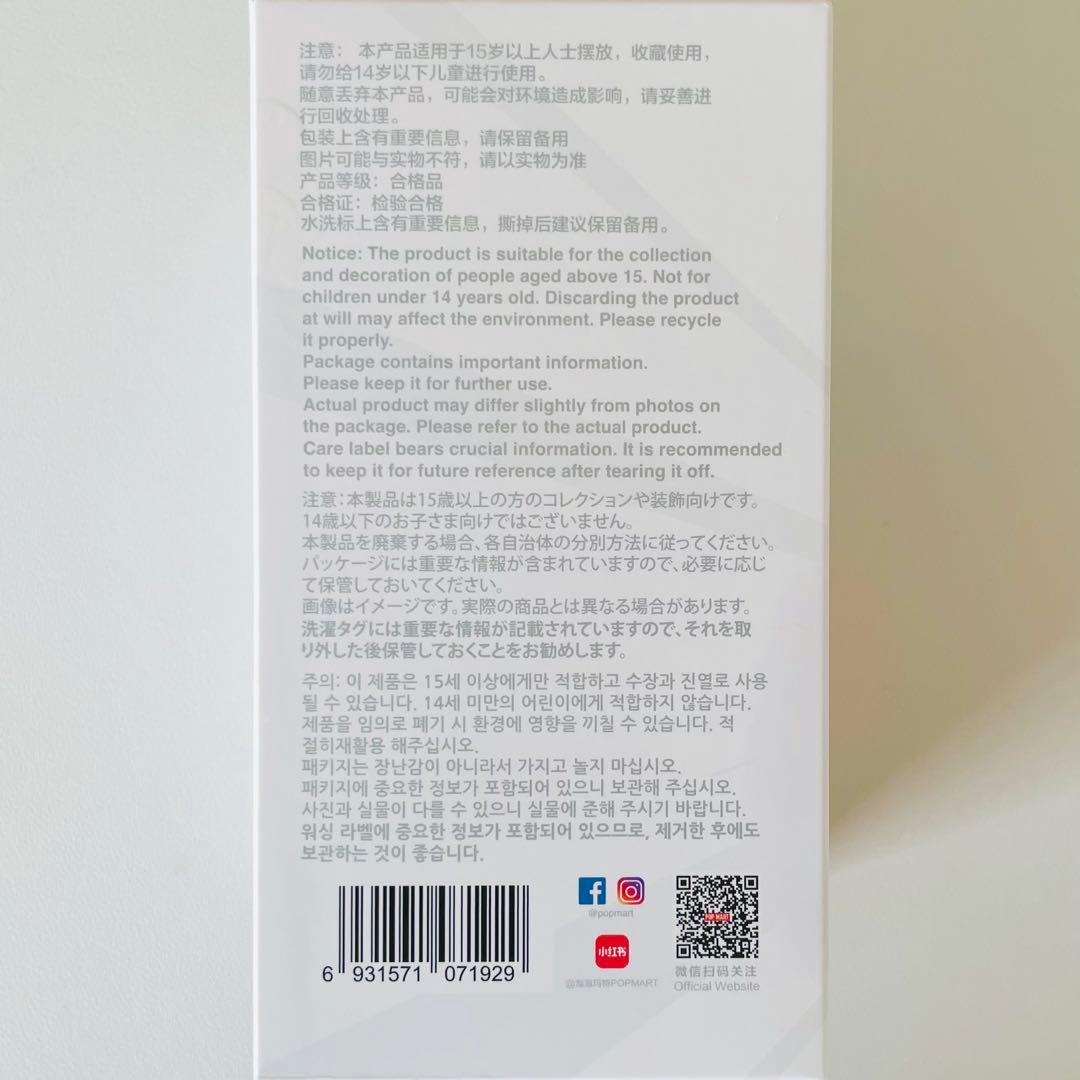 注意： 本产品适用于15岁以上人士摆放，收藏使用，
请勿给14岁以下儿童进行使用。
随意丢弃本产品，可能会对环境造成影响，请妥善进
行回收处理。
包装上含有重要信息，请保留备用
图片可能与实物不符，请以实物为准
产品等级：合格品
合格证：检验合格
水洗标上含有重要信息，撕掉后建议保留备用。
Notice: The product is suitable for the collection
and decoration of people aged above 15. Not for
children under 14 years old. Discarding the product
at will may affect the environment. Please recycle
it properly.
Package contains important information.
Please keep it for further use.
Actual product may differ slightly from photos on
the package. Please refer to the actual product.
Care label bears crucial information. It is recommended
to keep it for future reference after tearing it off.
注意：本製品は15歳以上の方のコレクションや装飾向けです。
14歳以下のお子さま向けではございません。
本製品を廃棄する場合、各自治体の分別方法に従ってください。
パッケージには重要な情報が含まれていますので、必要に応じ
て保管しておいてください。
画像はイメージです。実際の商品とは異なる場合があります。
洗濯タグには重要な情報が記載されていますので、それを取
り外した後保管しておくことをお勧めします。
주의: 이 제품은 15세 이상에게만 적합하고 수장과 진열로 사용
될 수 있습니다. 14세 미만의 어린이에게 적합하지 않습니다.
제품을 임의로 폐기 시 환경에 영향을 끼칠 수 있습니다. 적
절히재활용 해주십시오.
패키지는 장난감이 아니라서 가지고 놀지 마십시오.
패키지에 중요한 정보가 포함되어 있으니 보관해 주십시오.
사진과 실물이 다를 수 있으니 실물에 준해 주시기 바랍니다.
워싱 라벨에 중요한 정보가 포함되어 있으므로, 제거한 후에도
보관하는 것이 좋습니다.
6 931571 071929
@popmart
小红书
@泡泡玛特POPMART
POP MART
微信扫码关注
Official Website